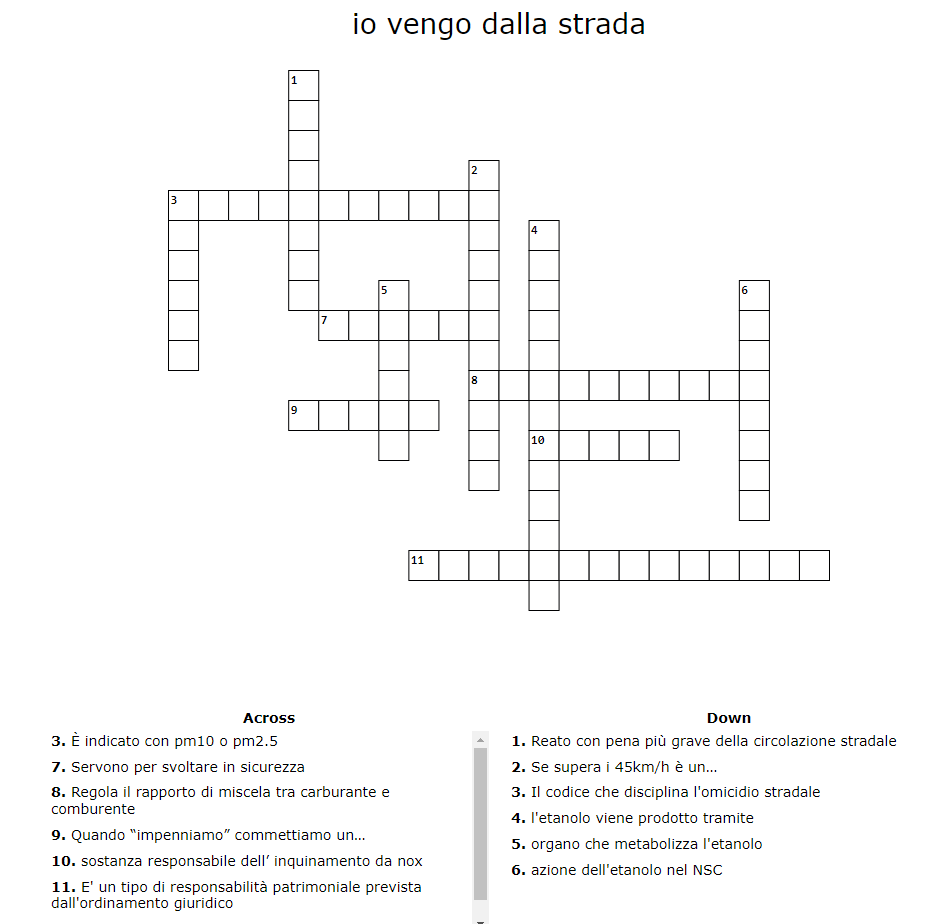 io vengo dalla strada
1
2
3
4
5
6
7
8
9
10
11
Across
3. È indicato con pm10 o pm2.5
7. Servono per svoltare in sicurezza
8. Regola il rapporto di miscela tra carburante e
comburente
9. Quando “impenniamo” commettiamo un...
10. sostanza responsabile dell’ inquinamento da nox
11. E' un tipo di responsabilità patrimoniale prevista
dall'ordinamento giuridico
Down
1. Reato con pena più grave della circolazione stradale
2. Se supera i 45km/h è un...
3. Il codice che disciplina l'omicidio stradale
4. l'etanolo viene prodotto tramite
5. organo che metabolizza l'etanolo
6. azione dell'etanolo nel NSC